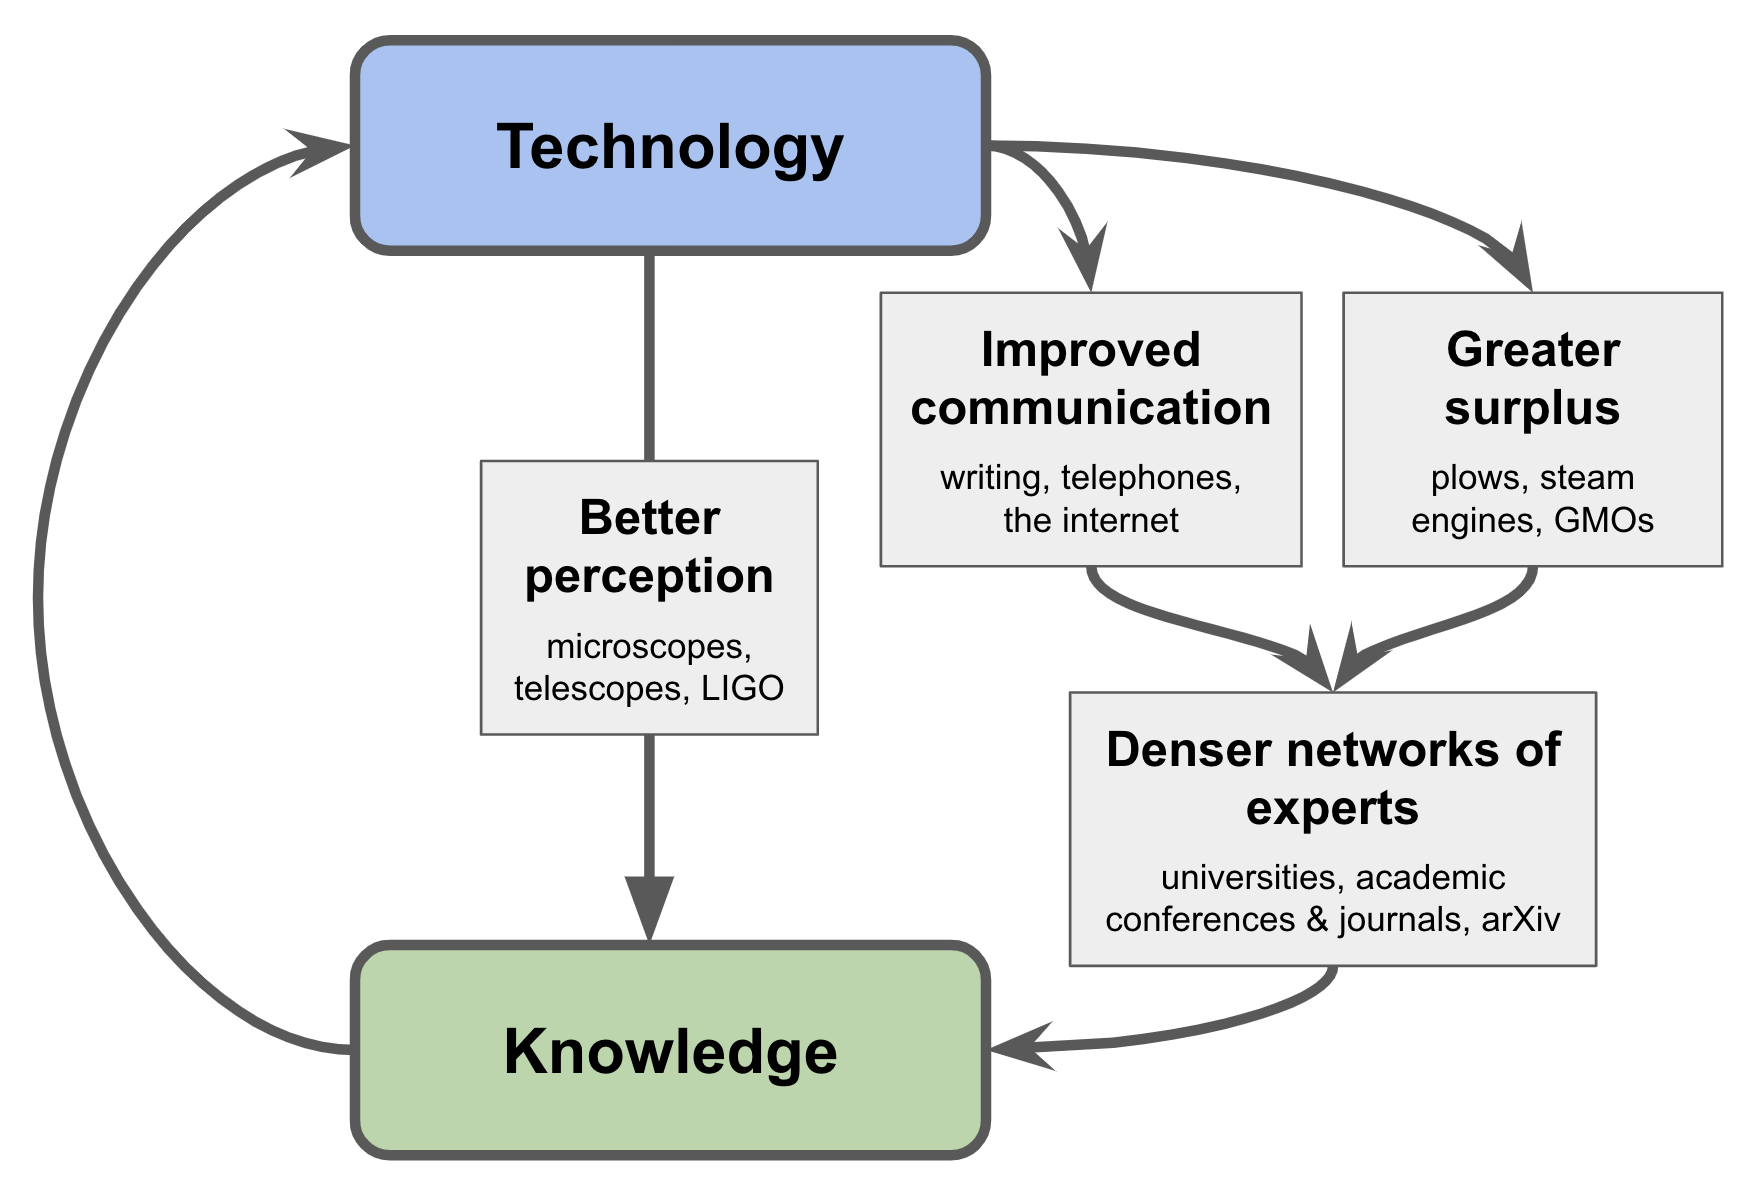 Technology
Improved
communication
writing, telephones,
the internet
Greater
surplus
plows, steam
engines, GMOs
Better
perception
microscopes,
telescopes, LIGO
Denser networks of
experts
universities, academic
conferences & journals, arXiv
Knowledge